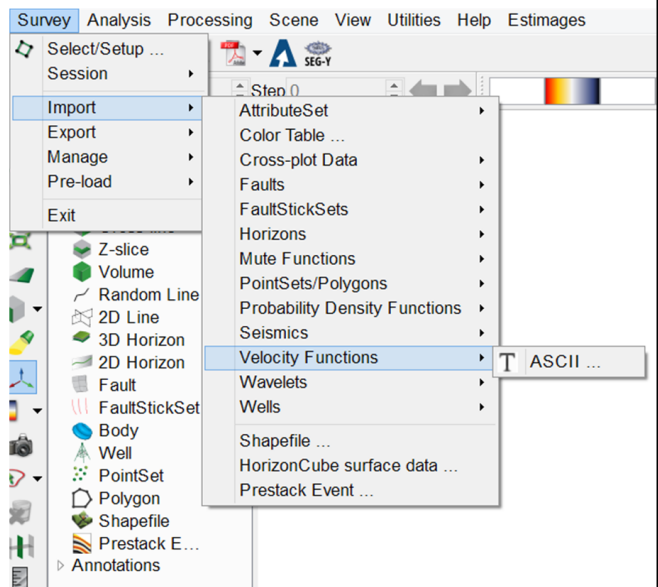 Survey Analysis Processing Scene View Utilities Help Estimages
Select/Setup ...
Session
PDF
SEG-Y
Step 0
Import
Export
Manage
Pre-load
Exit
AttributeSet
Color Table ...
Cross-plot Data
Faults
FaultStickSets
Horizons
Mute Functions
PointSets/Polygons
Probability Density Functions
Seismics
Velocity Functions
ASCII ...
Wavelets
Wells
Shapefile ...
HorizonCube surface data ...
Prestack Event ...
Z-slice
Volume
Random Line
2D Line
3D Horizon
2D Horizon
Fault
FaultStickSet
Body
Well
PointSet
Polygon
Shapefile
Prestack E...
Annotations